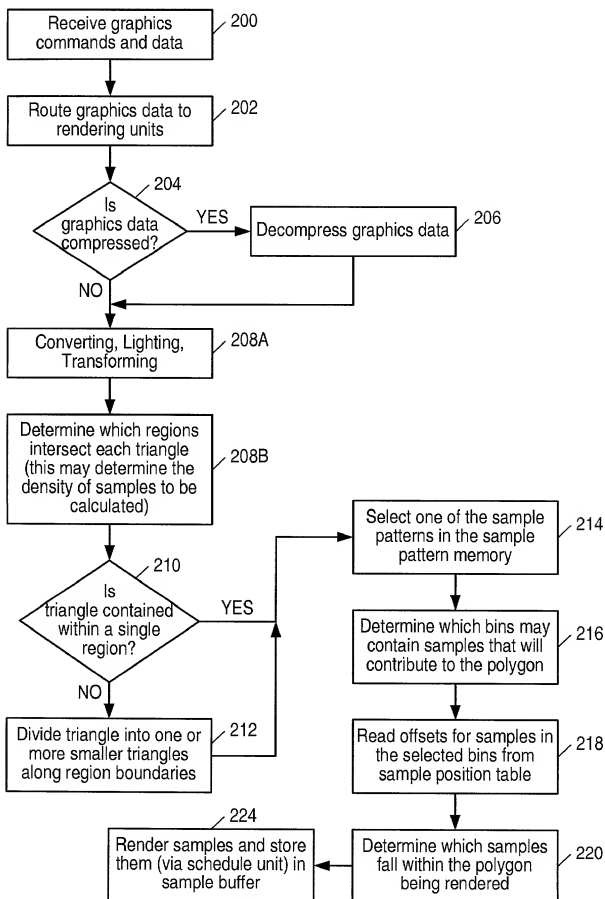 Receive graphics
commands and data
200
Route graphics data to
rendering units
202
204
Is
graphics data
compressed?
YES
Decompress graphics data
206
NO
Converting, Lighting,
Transforming
208A
Determine which regions
intersect each triangle
(this may determine the
density of samples to be
calculated)
208B
210
Is
triangle contained
within a single
region?
YES
NO
Divide triangle into one or
more smaller triangles
along region boundaries
212
Select one of the sample
patterns in the sample
pattern memory
214
Determine which bins may
contain samples that will
contribute to the polygon
216
Read offsets for samples in
the selected bins from
sample position table
218
Determine which samples
fall within the polygon
being rendered
220
224
Render samples and store
them (via schedule unit) in
sample buffer